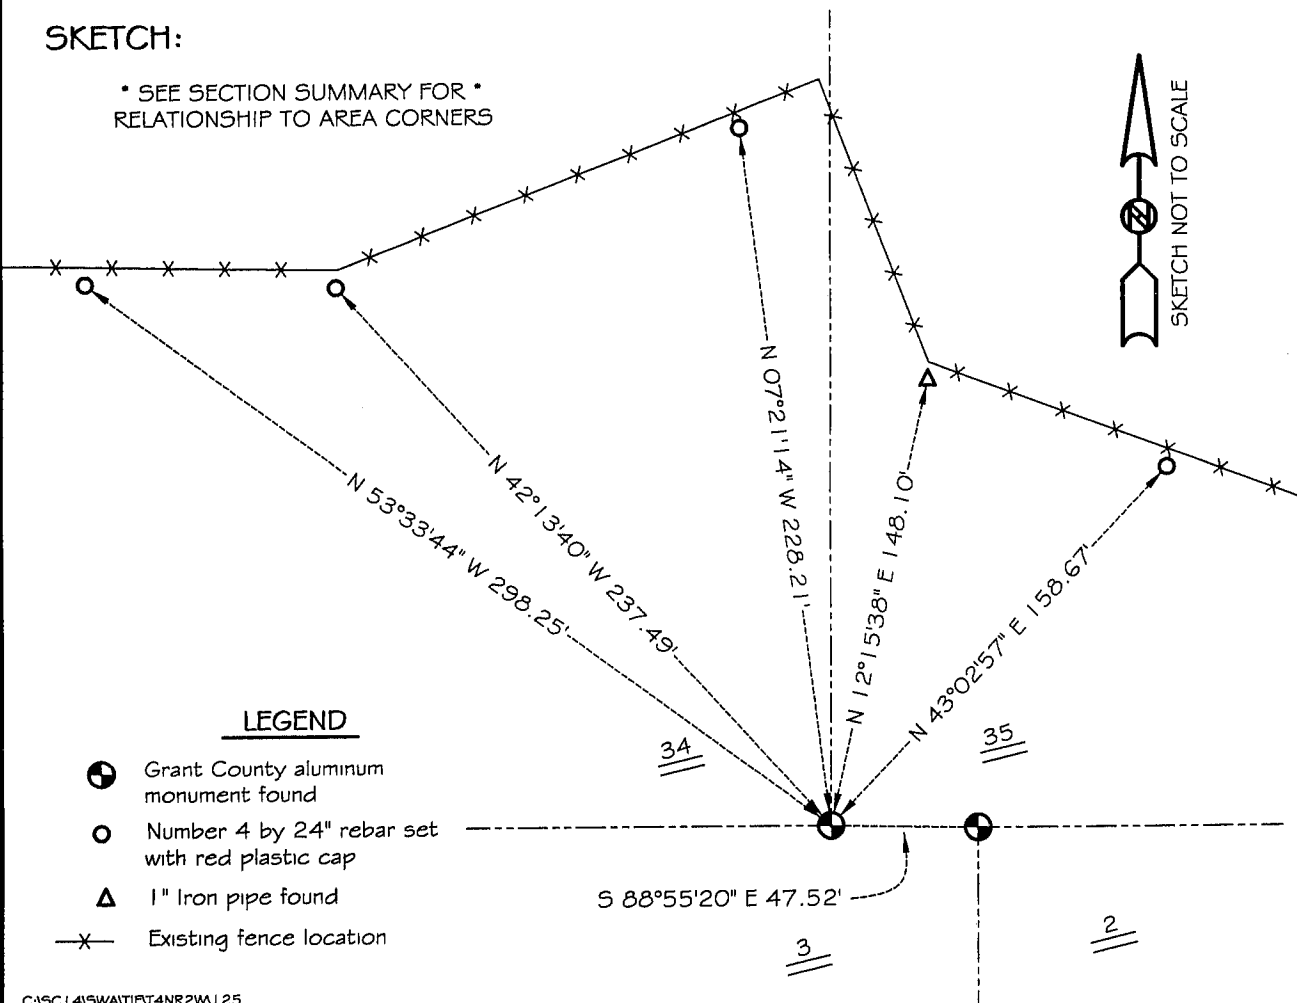 SKETCH:
* SEE SECTION SUMMARY FOR *
RELATIONSHIP TO AREA CORNERS
N
SKETCH NOT TO SCALE
N 53°33'44" W 298.25'
N 42°13'40" W 237.49'
N 07°21'14" W 228.21'
N 12°15'38" E 148.10'
N 43°02'57" E 158.67'
34
35
S 88°55'20" E 47.52'
3
2
LEGEND
Grant County aluminum
monument found
Number 4 by 24" rebar set
with red plastic cap
1" Iron pipe found
Existing fence location